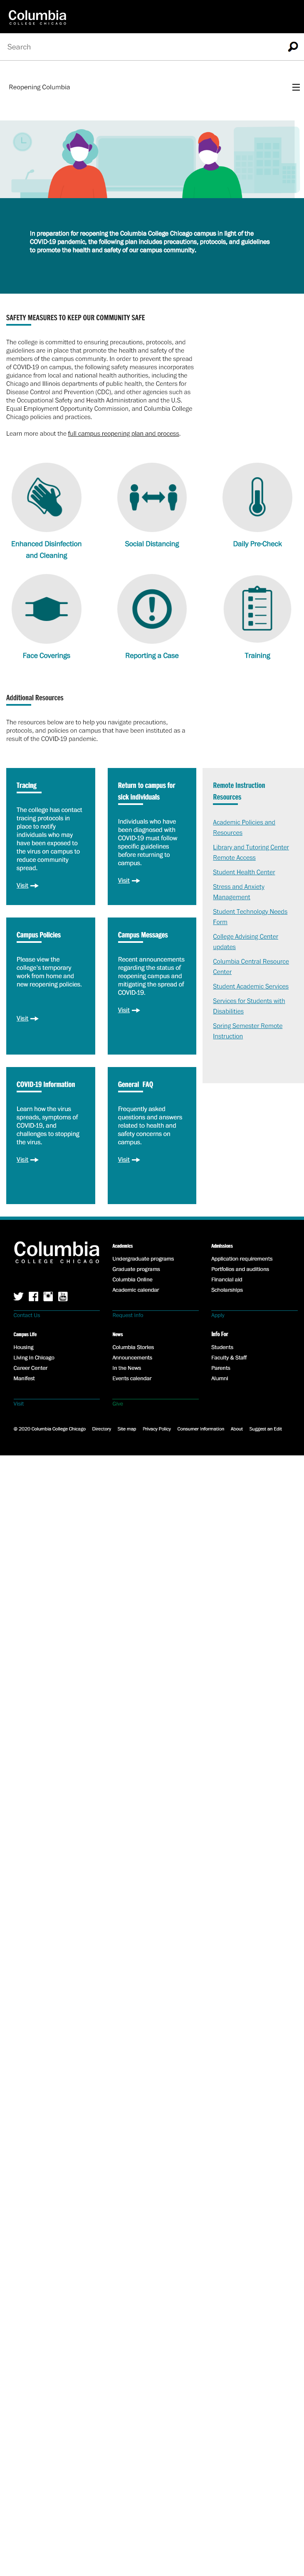 Columbia
COLLEGE CHICAGO
Search
Reopening Columbia
In preparation for reopening the Columbia College Chicago campus in light of the
COVID-19 pandemic, the following plan includes precautions, protocols, and guidelines
to promote the health and safety of our campus community.
SAFETY MEASURES TO KEEP OUR COMMUNITY SAFE
The college is committed to ensuring precautions, protocols, and
guidelines are in place that promote the health and safety of the
members of the campus community. In order to prevent the spread
of COVID-19 on campus, the following safety measures incorporates
guidance from local and national health authorities, including the
Chicago and Illinois departments of public health, the Centers for
Disease Control and Prevention (CDC), and other agencies such as
the Occupational Safety and Health Administration and the U.S.
Equal Employment Opportunity Commission, and Columbia College
Chicago policies and practices.
Learn more about the full campus reopening plan and process.
Enhanced Disinfection
and Cleaning
Social Distancing
Daily Pre-Check
Face Coverings
Reporting a Case
Training
Additional Resources
The resources below are to help you navigate precautions,
protocols, and policies on campus that have been instituted as a
result of the COVID-19 pandemic.
Tracing
The college has contact
tracing protocols in
place to notify
individuals who may
have been exposed to
the virus on campus to
reduce community
spread.
Visit
Return to campus for
sick individuals
Individuals who have
been diagnosed with
COVID-19 must follow
specific guidelines
before returning to
campus.
Visit
Remote Instruction
Resources
Academic Policies and
Resources
Library and Tutoring Center
Remote Access
Student Health Center
Stress and Anxiety
Management
Student Technology Needs
Form
College Advising Center
updates
Columbia Central Resource
Center
Student Academic Services
Services for Students with
Disabilities
Spring Semester Remote
Instruction
Campus Policies
Please view the
college's temporary
work from home and
new reopening policies.
Visit
Campus Messages
Recent announcements
regarding the status of
reopening campus and
mitigating the spread of
COVID-19.
Visit
COVID-19 Information
Learn how the virus
spreads, symptoms of
COVID-19, and
challenges to stopping
the virus.
Visit
General FAQ
Frequently asked
questions and answers
related to health and
safety concerns on
campus.
Visit
Columbia
COLLEGE CHICAGO
Academics
Undergraduate programs
Graduate programs
Columbia Online
Academic calendar
Admissions
Application requirements
Portfolios and auditions
Financial aid
Scholarships
Contact Us
Request info
Apply
Campus Life
Housing
Living in Chicago
Career Center
Manifest
News
Columbia Stories
Announcements
In the News
Events calendar
Info For
Students
Faculty & Staff
Parents
Alumni
Visit
Give
© 2020 Columbia College Chicago Directory Site map Privacy Policy Consumer Information About Suggest an Edit